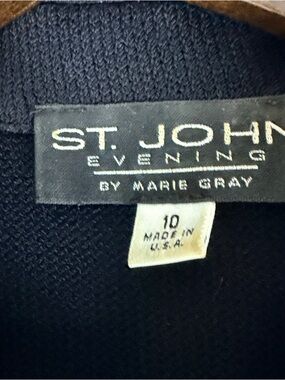 ST. JOHN
EVENING
BY MARIE GRAY
10
MADE IN
U.S.A.